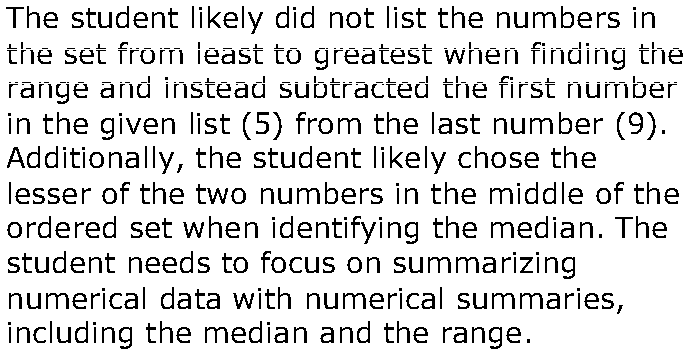 The student likely did not list the numbers in
the set from least to greatest when finding the
range and instead subtracted the first number
in the given list (5) from the last number (9).
Additionally, the student likely chose the
lesser of the two numbers in the middle of the
ordered set when identifying the median. The
student needs to focus on summarizing
numerical data with numerical summaries,
including the median and the range.